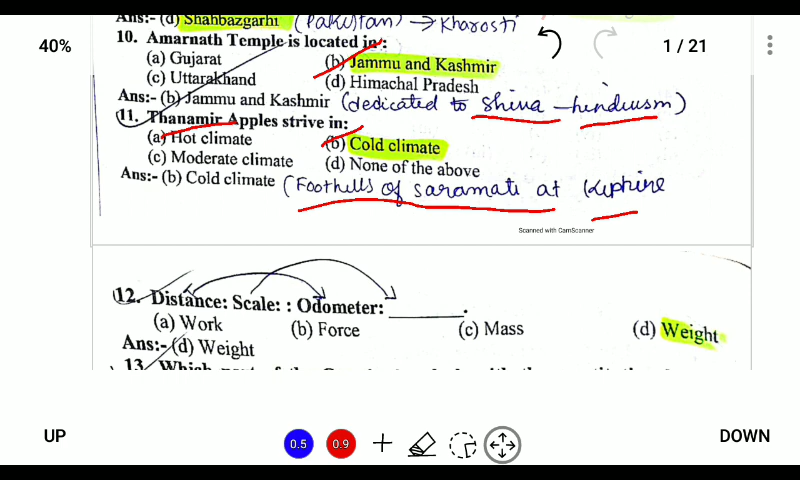 Ans:- (d) Shahbazgarhi (Pakistan) → Kharosti
40%
10. Amarnath Temple is located in:
1 / 21
(a) Gujarat (b) Jammu and Kashmir
(c) Uttarakhand (d) Himachal Pradesh
Ans:- (b) Jammu and Kashmir (dedicated to Shiva - hinduism)
11. Thanamir Apples strive in:
(a) Hot climate (b) Cold climate
(c) Moderate climate (d) None of the above
Ans:- (b) Cold climate (Foothills of saramati at Kiphire
Scanned with CamScanner
12. Distance: Scale: : Odometer: ________.
(a) Work (b) Force (c) Mass (d) Weight
Ans:- (d) Weight
13. Which
UP
0.5 0.9
DOWN